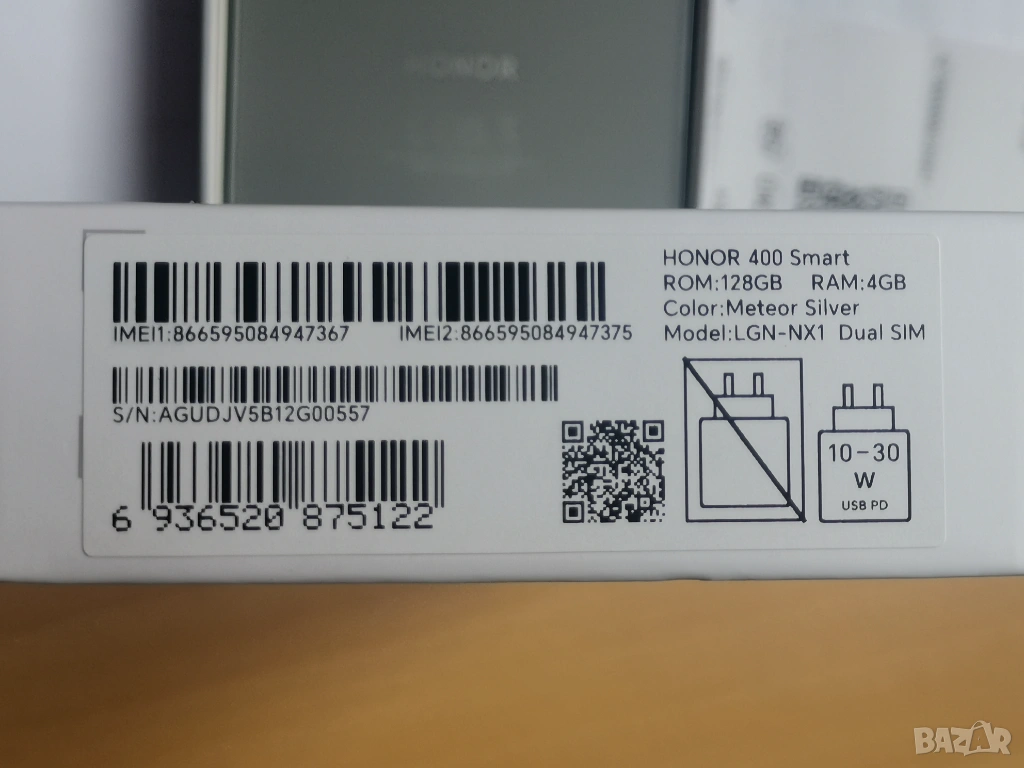 HONOR
IMEI1:866595084947367 IMEI2:866595084947375
S/N:AGUDJV5B12G00557
6 936520 875122
HONOR 400 Smart
ROM:128GB RAM:4GB
Color:Meteor Silver
Model:LGN-NX1 Dual SIM
10-30
W
USB PD
BAZAR